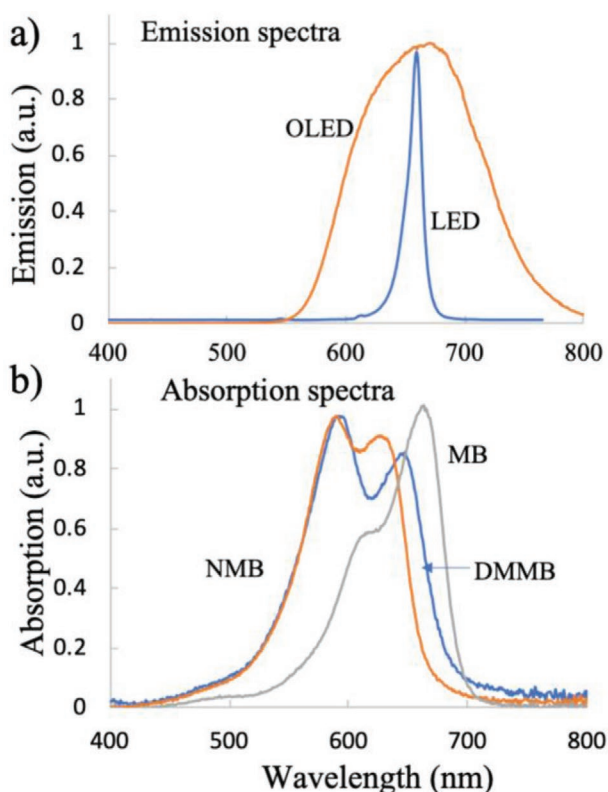 a)
Emission spectra
Emission (a.u.)
1
0.8
0.6
0.4
0.2
0
OLED
LED
400 500 600 700 800
b)
Absorption spectra
Absorption (a.u.)
1
0.8
0.6
0.4
0.2
0
MB
NMB
DMMB
400 500 600 700 800
Wavelength (nm)